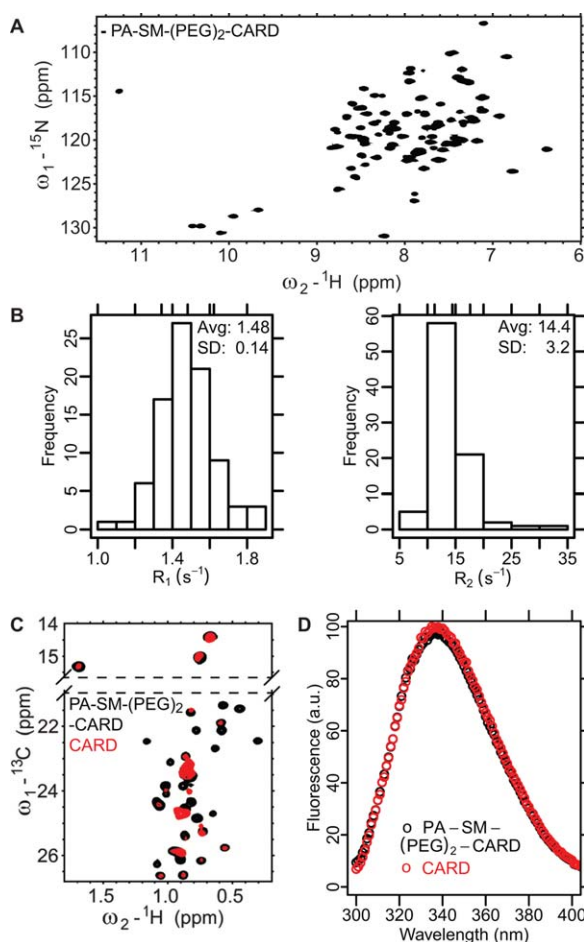 A
PA-SM-(PEG)2-CARD
110
115
120
125
130
ω1 - 15N (ppm)
11 10 9 8 7 6
ω2 - 1H (ppm)
B
Avg: 1.48
SD: 0.14
Frequency
0 5 15 25
1.0 1.4 1.8
R1 (s−1)
Avg: 14.4
SD: 3.2
Frequency
0 10 20 30 40 50 60
5 15 25 35
R2 (s−1)
C
14
15
PA-SM-(PEG)2
-CARD
CARD
22
24
26
ω1 - 13C (ppm)
1.5 1.0 0.5
ω2 - 1H (ppm)
D
Fluorescence (a.u.)
0 20 40 60 80 100
PA – SM –
(PEG)2 – CARD
CARD
300 320 340 360 380 400
Wavelength (nm)